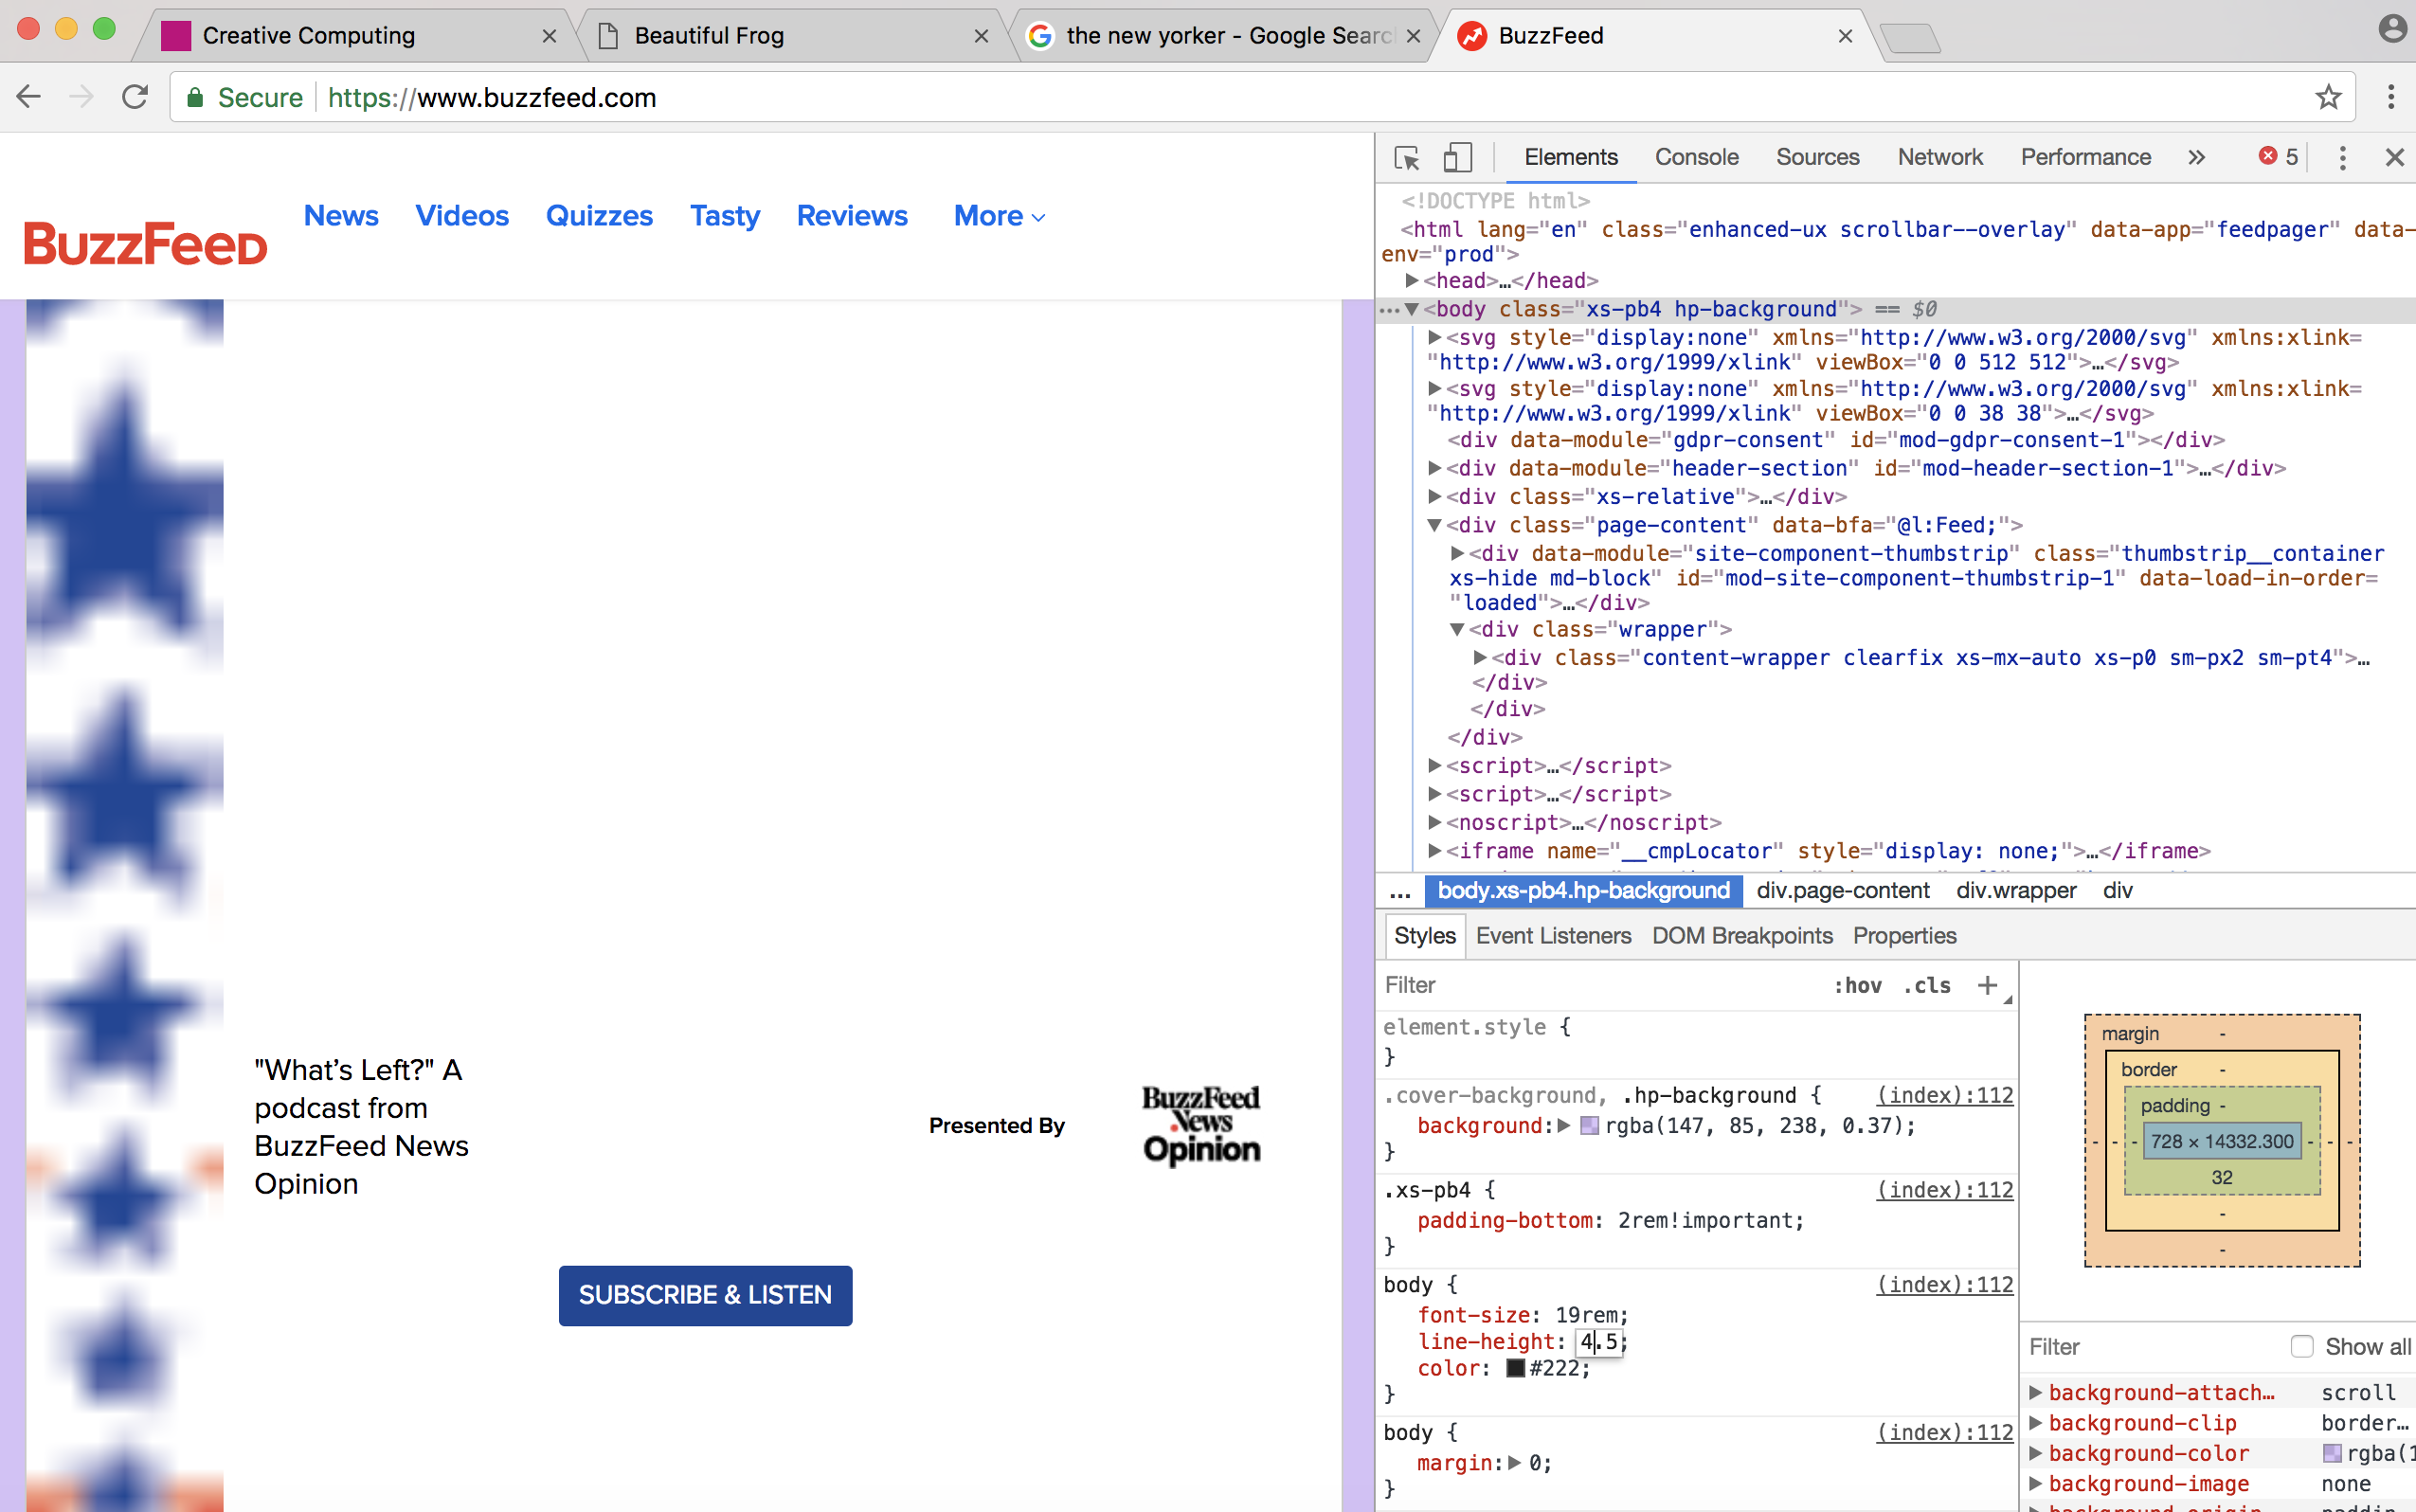 Creative Computing
Beautiful Frog
the new yorker - Google Searc
BuzzFeed
Secure
https://www.buzzfeed.com
BuzzFeeD
News Videos Quizzes Tasty Reviews More
"What’s Left?" A
podcast from
BuzzFeed News
Opinion
Presented By
BuzzFeed
News
Opinion
SUBSCRIBE & LISTEN
Elements Console Sources Network Performance » 5
<!DOCTYPE html>
<html lang="en" class="enhanced-ux scrollbar--overlay" data-app="feedpager" data-
env="prod">
<head>…</head>
…<body class="xs-pb4 hp-background"> == $0
<svg style="display:none" xmlns="http://www.w3.org/2000/svg" xmlns:xlink=
"http://www.w3.org/1999/xlink" viewBox="0 0 512 512">…</svg>
<svg style="display:none" xmlns="http://www.w3.org/2000/svg" xmlns:xlink=
"http://www.w3.org/1999/xlink" viewBox="0 0 38 38">…</svg>
<div data-module="gdpr-consent" id="mod-gdpr-consent-1"></div>
<div data-module="header-section" id="mod-header-section-1">…</div>
<div class="xs-relative">…</div>
<div class="page-content" data-bfa="@l:Feed;">
<div data-module="site-component-thumbstrip" class="thumbstrip__container
xs-hide md-block" id="mod-site-component-thumbstrip-1" data-load-in-order=
"loaded">…</div>
<div class="wrapper">
<div class="content-wrapper clearfix xs-mx-auto xs-p0 sm-px2 sm-pt4">…
</div>
</div>
</div>
<script>…</script>
<script>…</script>
<noscript>…</noscript>
<iframe name="__cmpLocator" style="display: none;">…</iframe>
... body.xs-pb4.hp-background div.page-content div.wrapper div
Styles Event Listeners DOM Breakpoints Properties
Filter :hov .cls +
element.style {
}
.cover-background, .hp-background { (index):112
background: rgba(147, 85, 238, 0.37);
}
.xs-pb4 { (index):112
padding-bottom: 2rem!important;
}
body { (index):112
font-size: 19rem;
line-height: 4.5;
color: #222;
}
body { (index):112
margin: 0;
}
margin -
border -
padding -
- - - 728 × 14332.300 - - -
32
-
-
Filter Show all
background-attach… scroll
background-clip border…
background-color rgba(1
background-image none